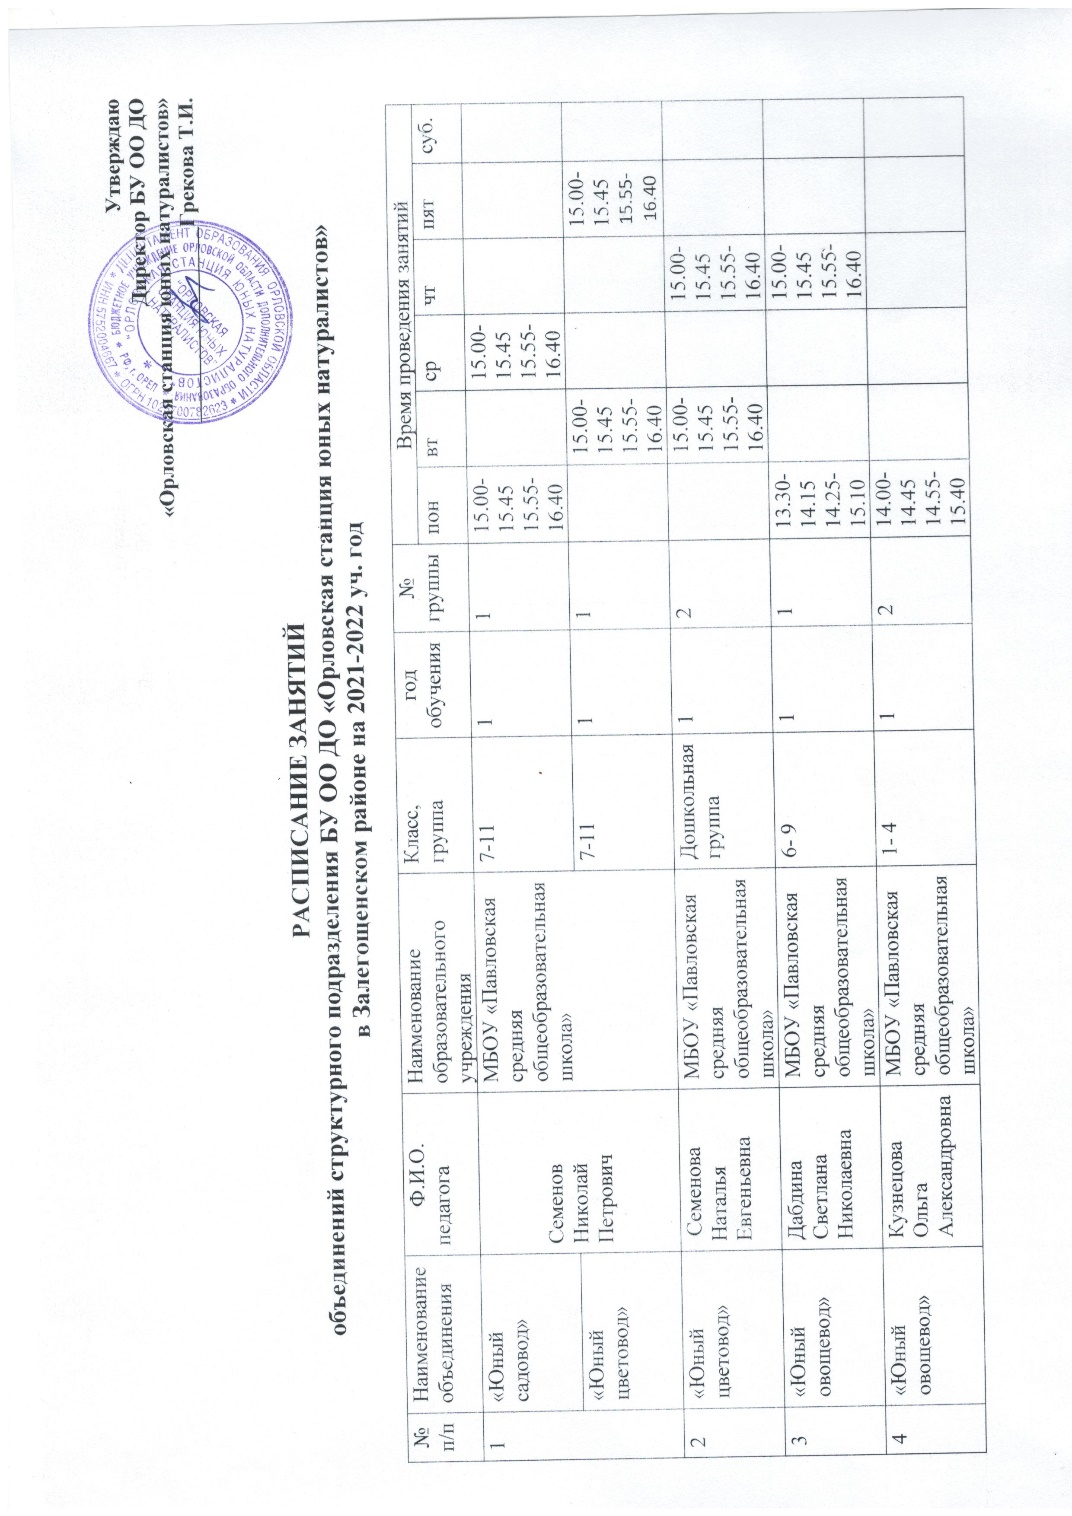 Утверждаю
Директор БУ ОО ДО
«Орловская станция юных натуралистов»
Грекова Т.И.
РАСПИСАНИЕ ЗАНЯТИЙ
объединений структурного подразделения БУ ОО ДО «Орловская станция юных натуралистов»
в Залегощенском районе на 2021-2022 уч. год
№ п/п
Наименование объединения
Ф.И.О. педагога
Наименование образовательного учреждения
Класс, группа
год обучения
№ группы
Время проведения занятий
пон
вт
ср
чт
пят
суб.
1
«Юный
садовод»
Семенов
Николай
Петрович
МБОУ «Павловская
средняя
общеобразовательная
школа»
7-11
1
1
15.00-
15.45
15.55-
16.40
15.00-
15.45
15.55-
16.40
«Юный
цветовод»
7-11
1
1
15.00-
15.45
15.55-
16.40
15.00-
15.45
15.55-
16.40
2
«Юный
цветовод»
Семенова
Наталья
Евгеньевна
МБОУ «Павловская
средняя
общеобразовательная
школа»
Дошкольная
группа
1
2
15.00-
15.45
15.55-
16.40
15.00-
15.45
15.55-
16.40
3
«Юный
овощевод»
Дабдина
Светлана
Николаевна
МБОУ «Павловская
средняя
общеобразовательная
школа»
6- 9
1
1
13.30-
14.15
14.25-
15.10
15.00-
15.45
15.55-
16.40
4
«Юный
овощевод»
Кузнецова
Ольга
Александровна
МБОУ «Павловская
средняя
общеобразовательная
школа»
1- 4
1
2
14.00-
14.45
14.55-
15.40